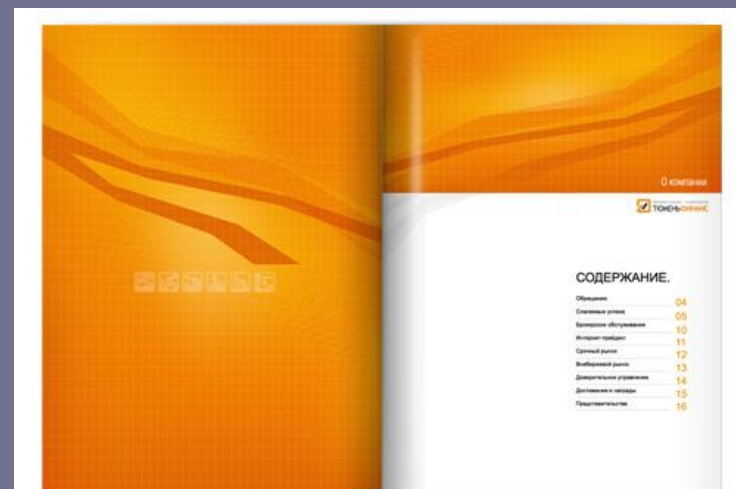 О компании
ТЮМЕНЬФИНАНС
СОДЕРЖАНИЕ.
Обращение 04
Слагаемые успеха 05
Брокерское обслуживание 10
Интернет-трейдинг 11
Срочный рынок 12
Внебиржевой рынок 13
Доверительное управление 14
Достижения и награды 15
Представительства 16